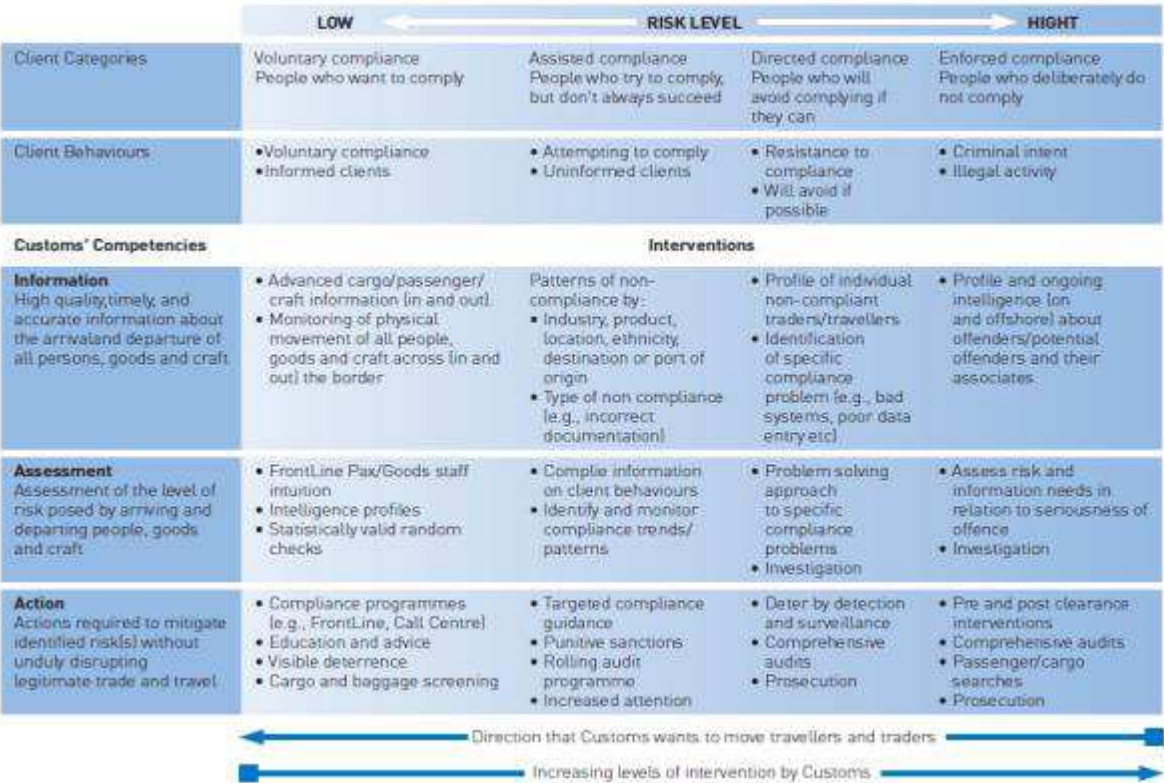 LOW RISK LEVEL HIGHT
Client Categories
Voluntary compliance
People who want to comply
Assisted compliance
People who try to comply,
but don't always succeed
Directed compliance
People who will
avoid complying if
they can
Enforced compliance
People who deliberately do
not comply
Client Behaviours
•Voluntary compliance
•Informed clients
• Attempting to comply
• Uninformed clients
• Resistance to
compliance
• Will avoid if
possible
• Criminal intent
• Illegal activity
Customs' Competencies
Interventions
Information
High quality,timely, and
accurate information about
the arrivaland departure of
all persons, goods and craft
• Advanced cargo/passenger/
craft information (in and out).
• Monitoring of physical
movement of all people,
goods and craft across (in and
out) the border
Patterns of non-
compliance by:
• Industry, product,
location, ethnicity,
destination or port of
origin
• Type of non compliance
(e.g., incorrect
documentation)
• Profile of individual
non-compliant
traders/travellers
• Identification
of specific
compliance
problem (e.g., bad
systems, poor data
entry etc)
• Profile and ongoing
intelligence (on
and offshore) about
offenders/potential
offenders and their
associates
Assessment
Assessment of the level of
risk posed by arriving and
departing people, goods
and craft
• FrontLine Pax/Goods staff
intuition
• Intelligence profiles
• Statistically valid random
checks
• Complie information
on client behaviours
• Identify and monitor
compliance trends/
patterns
• Problem solving
approach
to specific
compliance
problems
• Investigation
• Assess risk and
information needs in
relation to seriousness of
offence
• Investigation
Action
Actions required to mitigate
identified risk(s) without
unduly disrupting
legitimate trade and travel
• Compliance programmes
(e.g., FrontLine, Call Centre)
• Education and advice
• Visible deterrence
• Cargo and baggage screening
• Targeted compliance
guidance
• Punitive sanctions
• Rolling audit
programme
• Increased attention
• Deter by detection
and surveillance
• Comprehensive
audits
• Prosecution
• Pre and post clearance
interventions
• Comprehensive audits
• Passenger/cargo
searches
• Prosecution
Direction that Customs wants to move travellers and traders
Increasing levels of intervention by Customs